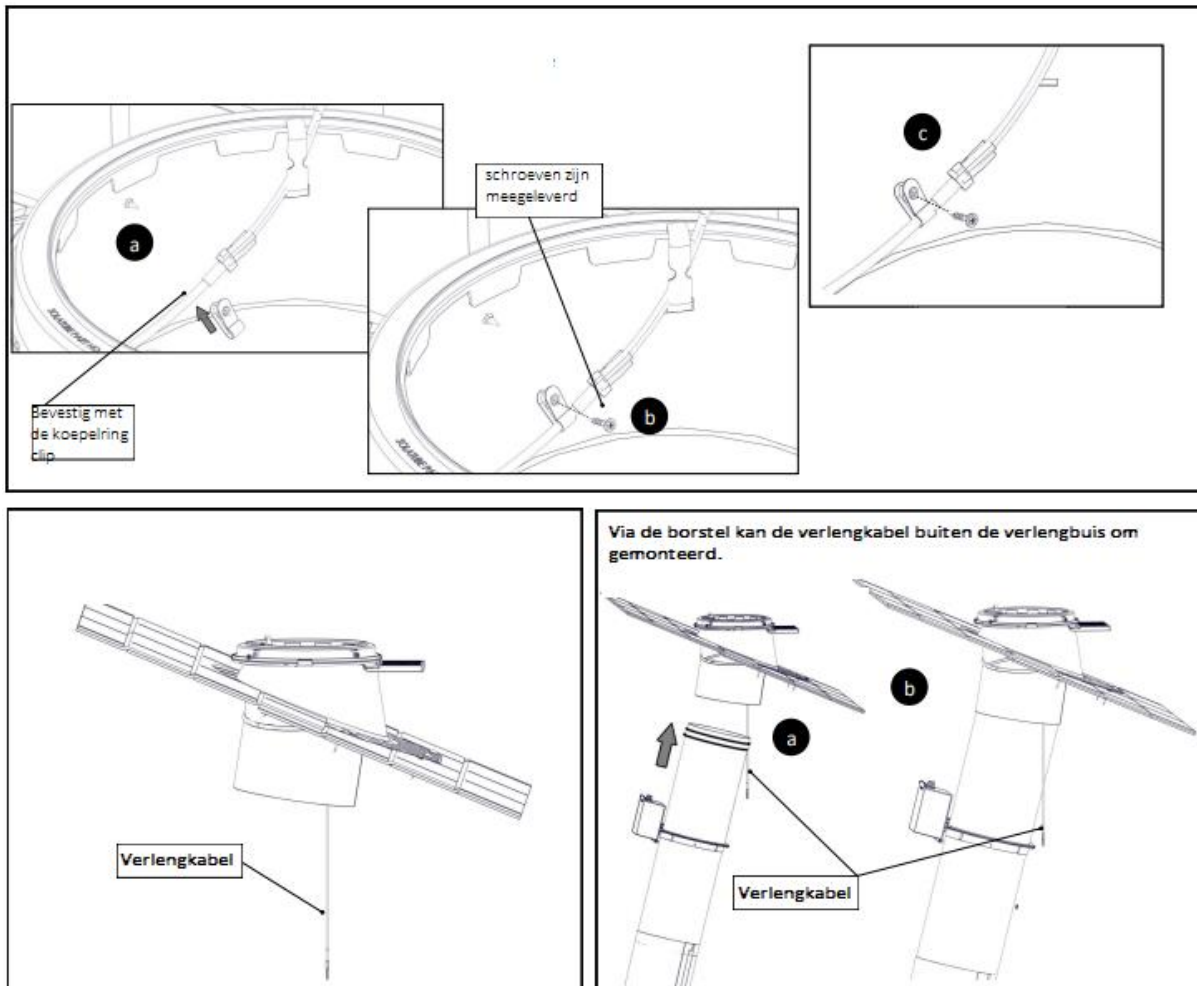 a
schroeven zijn
meegeleverd
c
b
Bevestig met
de koepelring
clip
Via de borstel kan de verlengkabel buiten de verlengbuis om
gemonteerd.
a
b
Verlengkabel
Verlengkabel